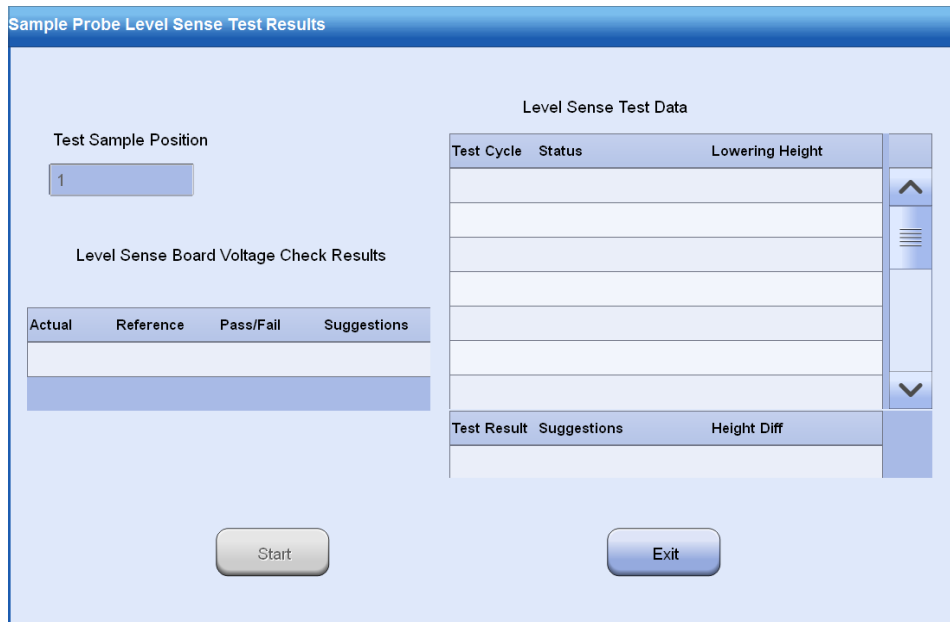 Sample Probe Level Sense Test Results
Test Sample Position
1
Level Sense Board Voltage Check Results
Actual Reference Pass/Fail Suggestions
Level Sense Test Data
Test Cycle Status Lowering Height
Test Result Suggestions Height Diff
Start
Exit